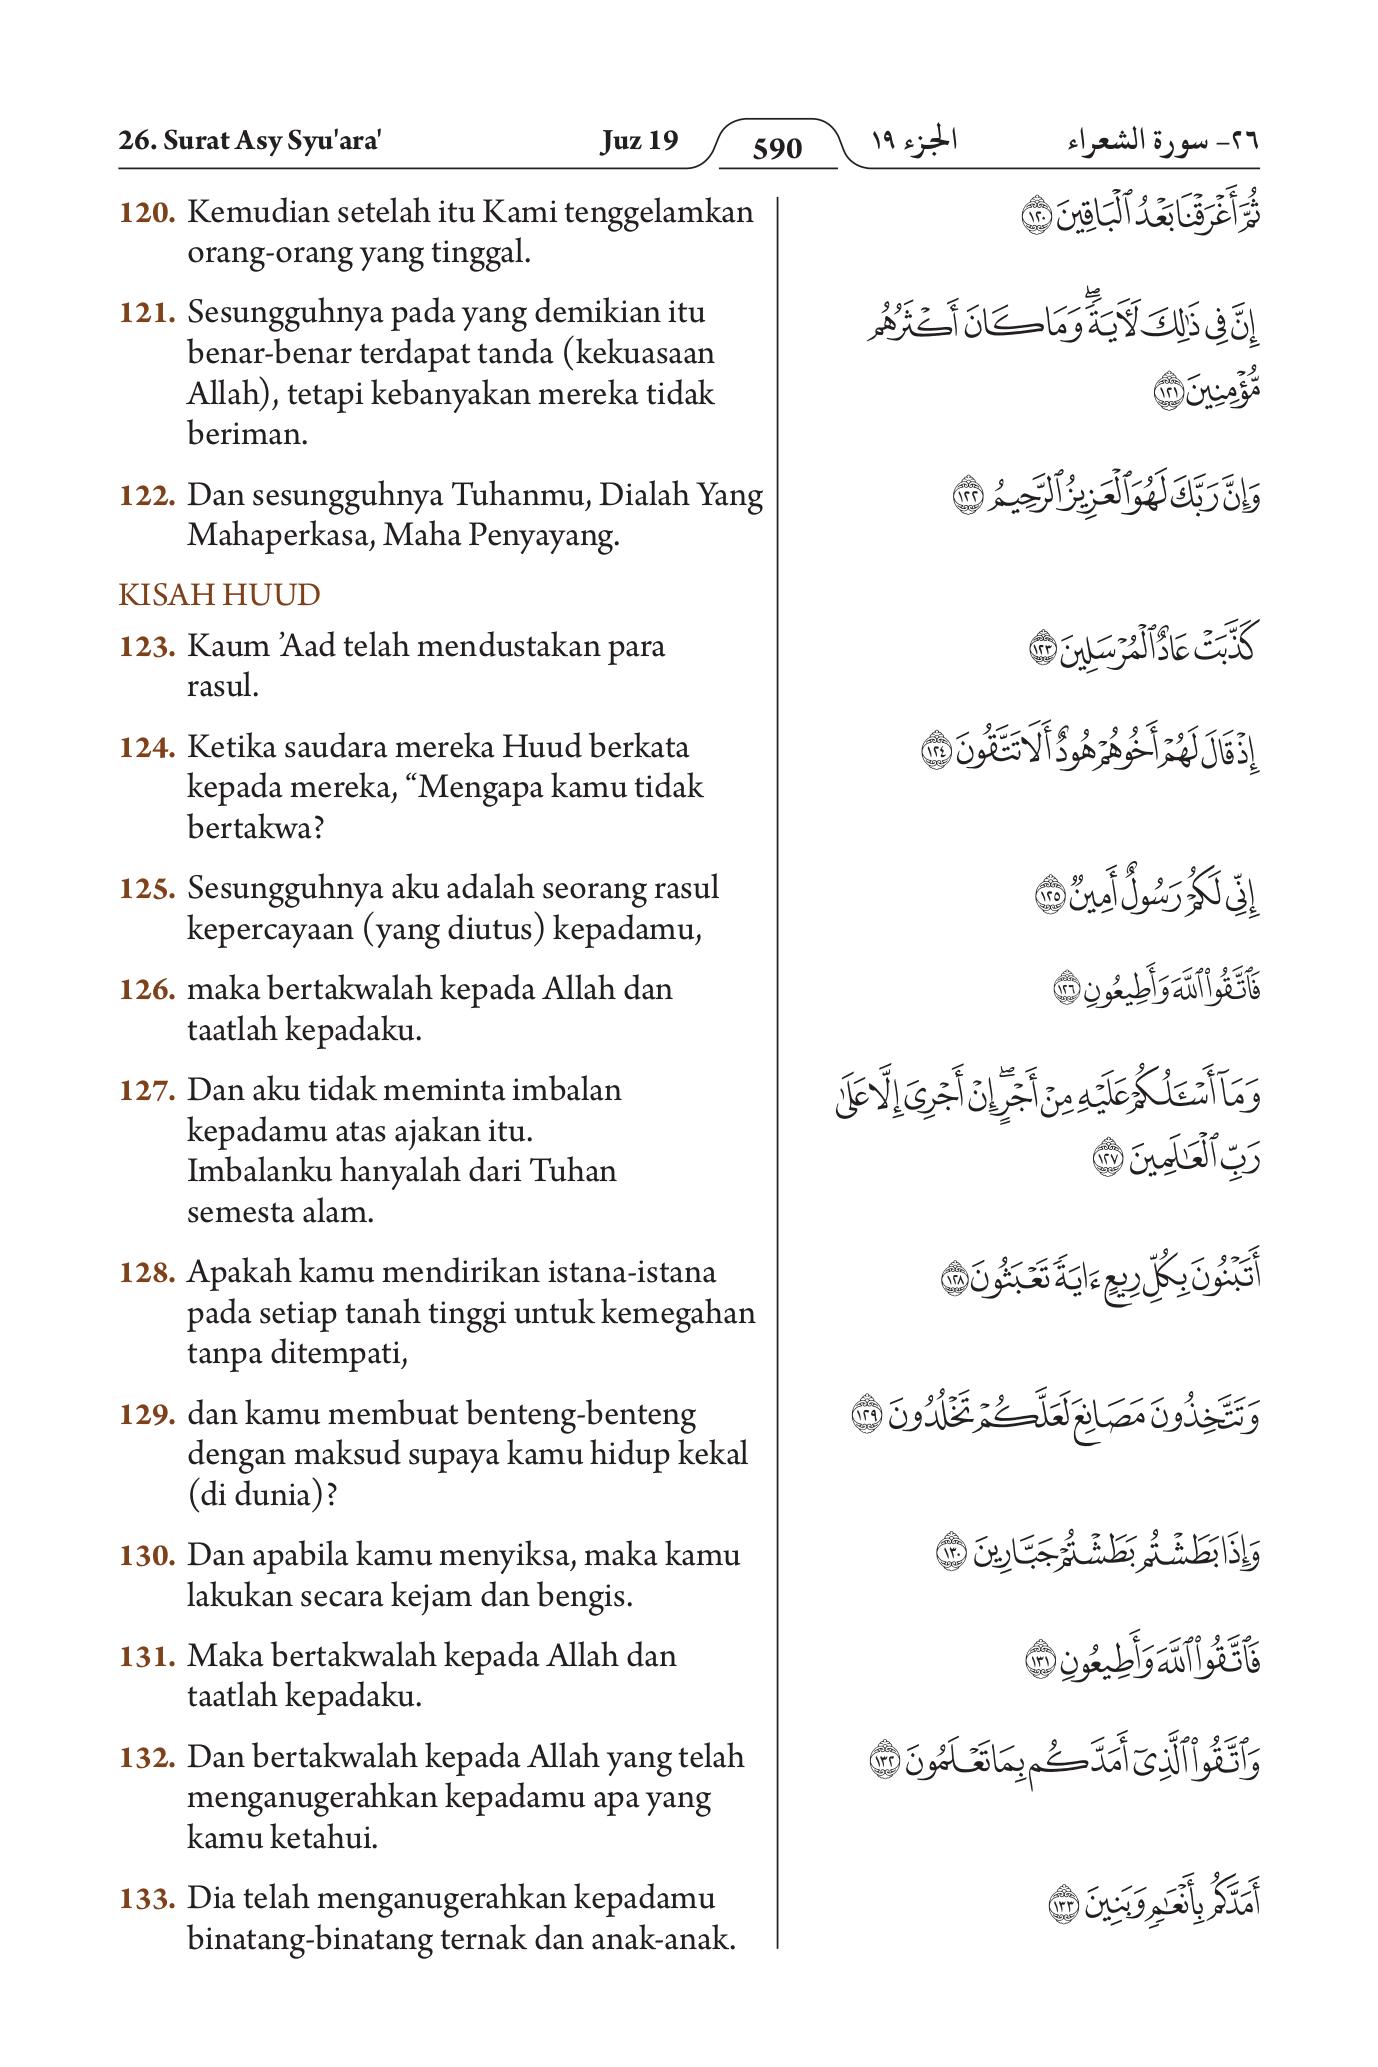 26. Surat Asy Syu'ara' Juz 19 590 الجزء ١٩ ٢٦- سورة الشعراء
120. Kemudian setelah itu Kami tenggelamkan
orang-orang yang tinggal.
ثُمَّ أَغْرَقْنَا بَعْدُ ٱلْبَاقِينَ ١٢٠
121. Sesungguhnya pada yang demikian itu
benar-benar terdapat tanda (kekuasaan
Allah), tetapi kebanyakan mereka tidak
beriman.
إِنَّ فِى ذَٰلِكَ لَـَٔايَةً ۖ وَمَا كَانَ أَكْثَرُهُم
مُّؤْمِنِينَ ١٢١
122. Dan sesungguhnya Tuhanmu, Dialah Yang
Mahaperkasa, Maha Penyayang.
وَإِنَّ رَبَّكَ لَهُوَ ٱلْعَزِيزُ ٱلرَّحِيمُ ١٢٢
KISAH HUUD
123. Kaum ’Aad telah mendustakan para
rasul.
كَذَّبَتْ عَادٌ ٱلْمُرْسَلِينَ ١٢٣
124. Ketika saudara mereka Huud berkata
kepada mereka, “Mengapa kamu tidak
bertakwa?
إِذْ قَالَ لَهُمْ أَخُوهُمْ هُودٌ أَلَا تَتَّقُونَ ١٢٤
125. Sesungguhnya aku adalah seorang rasul
kepercayaan (yang diutus) kepadamu,
إِنِّى لَكُمْ رَسُولٌ أَمِينٌ ١٢٥
126. maka bertakwalah kepada Allah dan
taatlah kepadaku.
فَٱتَّقُوا۟ ٱللَّهَ وَأَطِيعُونِ ١٢٦
127. Dan aku tidak meminta imbalan
kepadamu atas ajakan itu.
Imbalanku hanyalah dari Tuhan
semesta alam.
وَمَآ أَسْـَٔلُكُمْ عَلَيْهِ مِنْ أَجْرٍ ۖ إِنْ أَجْرِىَ إِلَّا عَلَىٰ
رَبِّ ٱلْعَـٰلَمِينَ ١٢٧
128. Apakah kamu mendirikan istana-istana
pada setiap tanah tinggi untuk kemegahan
tanpa ditempati,
أَتَبْنُونَ بِكُلِّ رِيعٍ ءَايَةً تَعْبَثُونَ ١٢٨
129. dan kamu membuat benteng-benteng
dengan maksud supaya kamu hidup kekal
(di dunia)?
وَتَتَّخِذُونَ مَصَانِعَ لَعَلَّكُمْ تَخْلُدُونَ ١٢٩
130. Dan apabila kamu menyiksa, maka kamu
lakukan secara kejam dan bengis.
وَإِذَا بَطَشْتُم بَطَشْتُمْ جَبَّارِينَ ١٣٠
131. Maka bertakwalah kepada Allah dan
taatlah kepadaku.
فَٱتَّقُوا۟ ٱللَّهَ وَأَطِيعُونِ ١٣١
132. Dan bertakwalah kepada Allah yang telah
menganugerahkan kepadamu apa yang
kamu ketahui.
وَٱتَّقُوا۟ ٱلَّذِىٓ أَمَدَّكُم بِمَا تَعْلَمُونَ ١٣٢
133. Dia telah menganugerahkan kepadamu
binatang-binatang ternak dan anak-anak.
أَمَدَّكُم بِأَنْعَـٰمٍ وَبَنِينَ ١٣٣